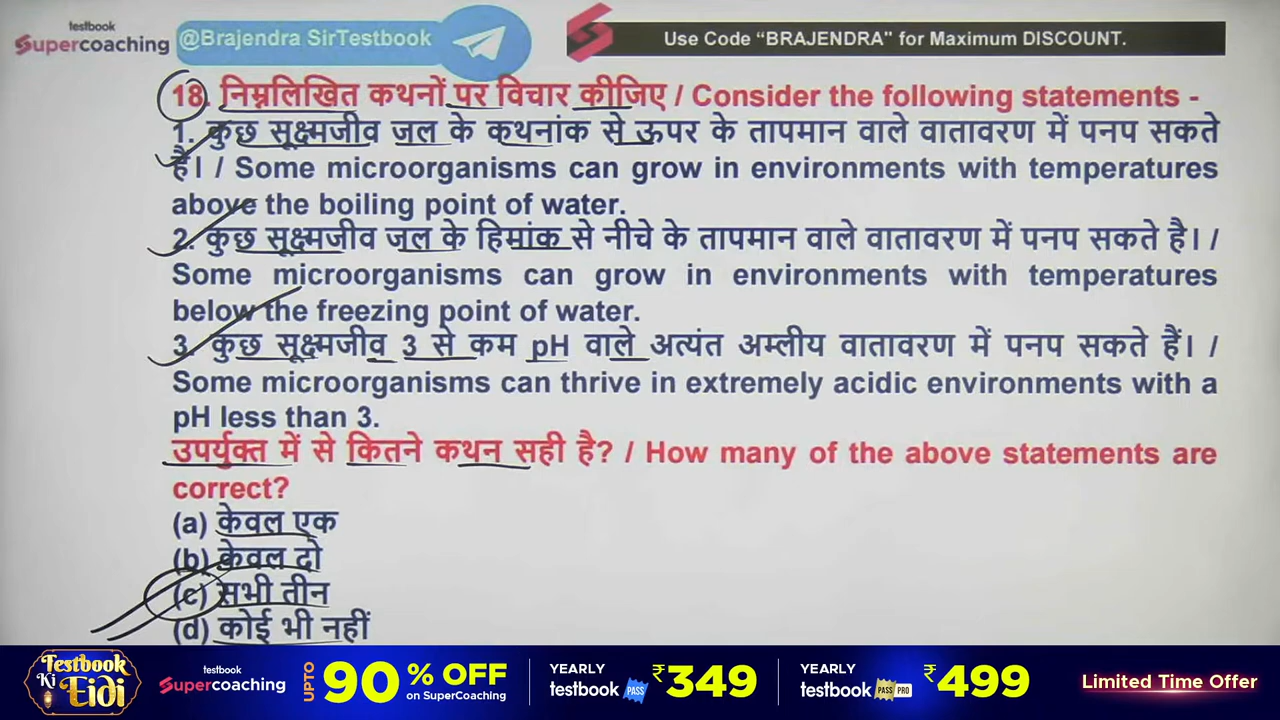 testbook
Supercoaching
@Brajendra SirTestbook
Use Code “BRAJENDRA" for Maximum DISCOUNT.
18. निम्नलिखित कथनों पर विचार कीजिए / Consider the following statements -
1. कुछ सूक्ष्मजीव जल के कथनांक से ऊपर के तापमान वाले वातावरण में पनप सकते
है। / Some microorganisms can grow in environments with temperatures
above the boiling point of water.
2. कुछ सूक्ष्मजीव जल के हिमांक से नीचे के तापमान वाले वातावरण में पनप सकते है। /
Some microorganisms can grow in environments with temperatures
below the freezing point of water.
3. कुछ सूक्ष्मजीव 3 से कम pH वाले अत्यंत अम्लीय वातावरण में पनप सकते हैं। /
Some microorganisms can thrive in extremely acidic environments with a
pH less than 3.
उपर्युक्त में से कितने कथन सही है? / How many of the above statements are
correct?
(a) केवल एक
(b) केवल दो
(c) सभी तीन
(d) कोई भी नहीं
Testbook Ki Eidi
testbook
Supercoaching
UPTO 90% OFF on SuperCoaching
YEARLY testbook PASS ₹349
YEARLY testbook PASS PRO ₹499
Limited Time Offer